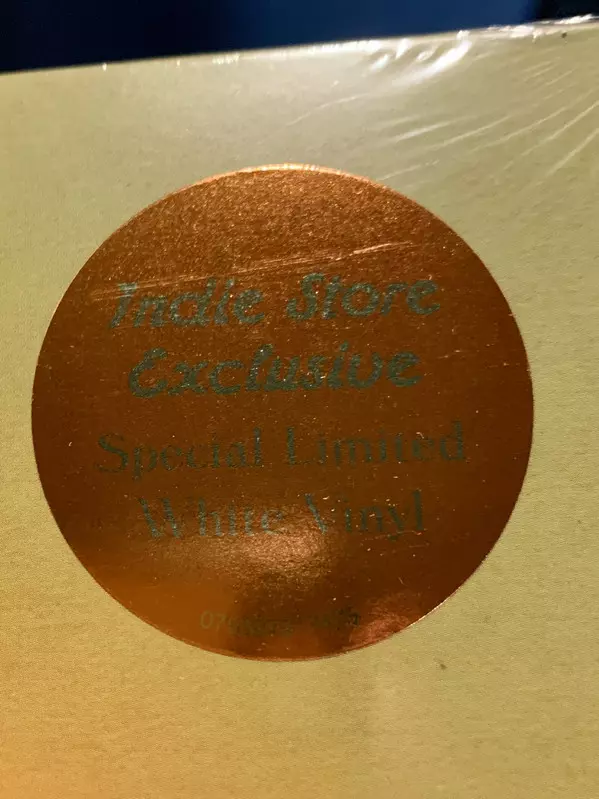 Indie Store
Exclusive
Special Limited
White Vinyl